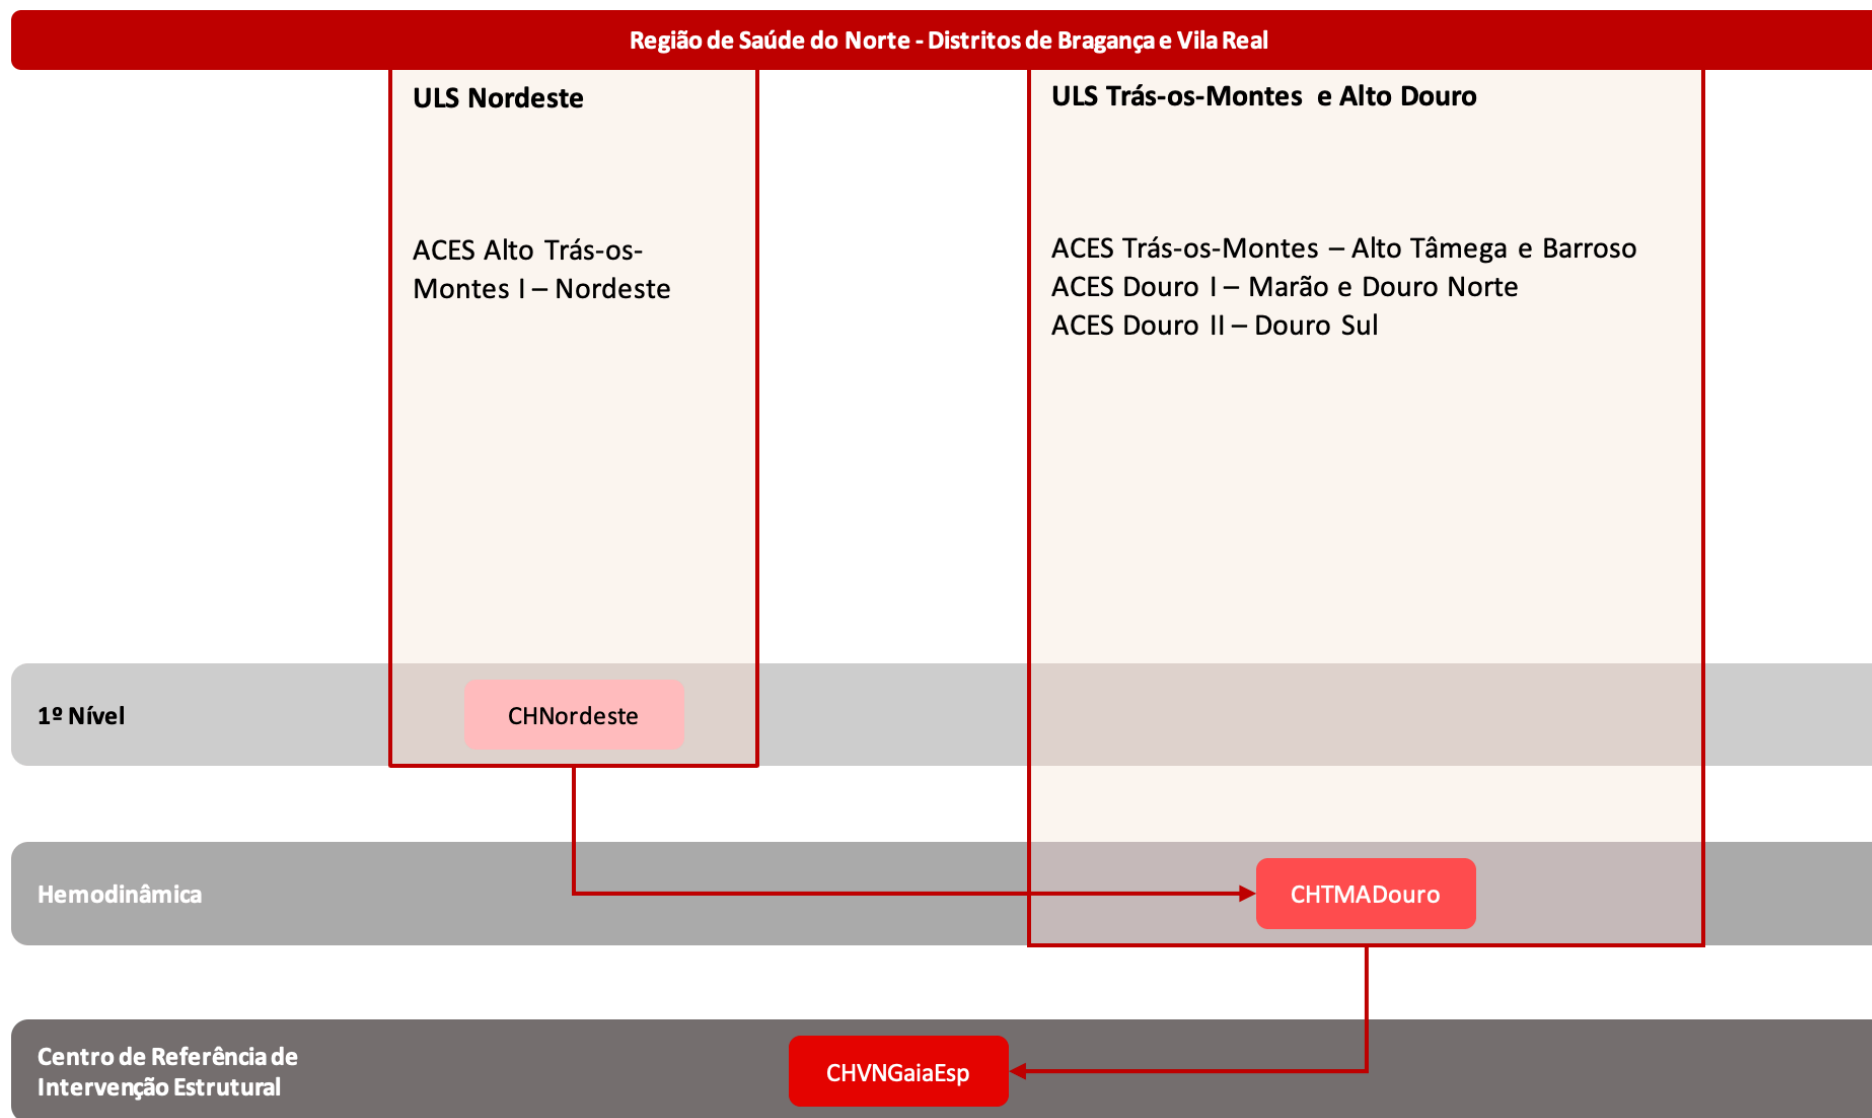 Região de Saúde do Norte - Distritos de Bragança e Vila Real
ULS Nordeste
ACES Alto Trás-os-
Montes I – Nordeste
ULS Trás-os-Montes e Alto Douro
ACES Trás-os-Montes – Alto Tâmega e Barroso
ACES Douro I – Marão e Douro Norte
ACES Douro II – Douro Sul
1º Nível
CHNordeste
Hemodinâmica
CHTMADouro
Centro de Referência de
Intervenção Estrutural
CHVNGaiaEsp